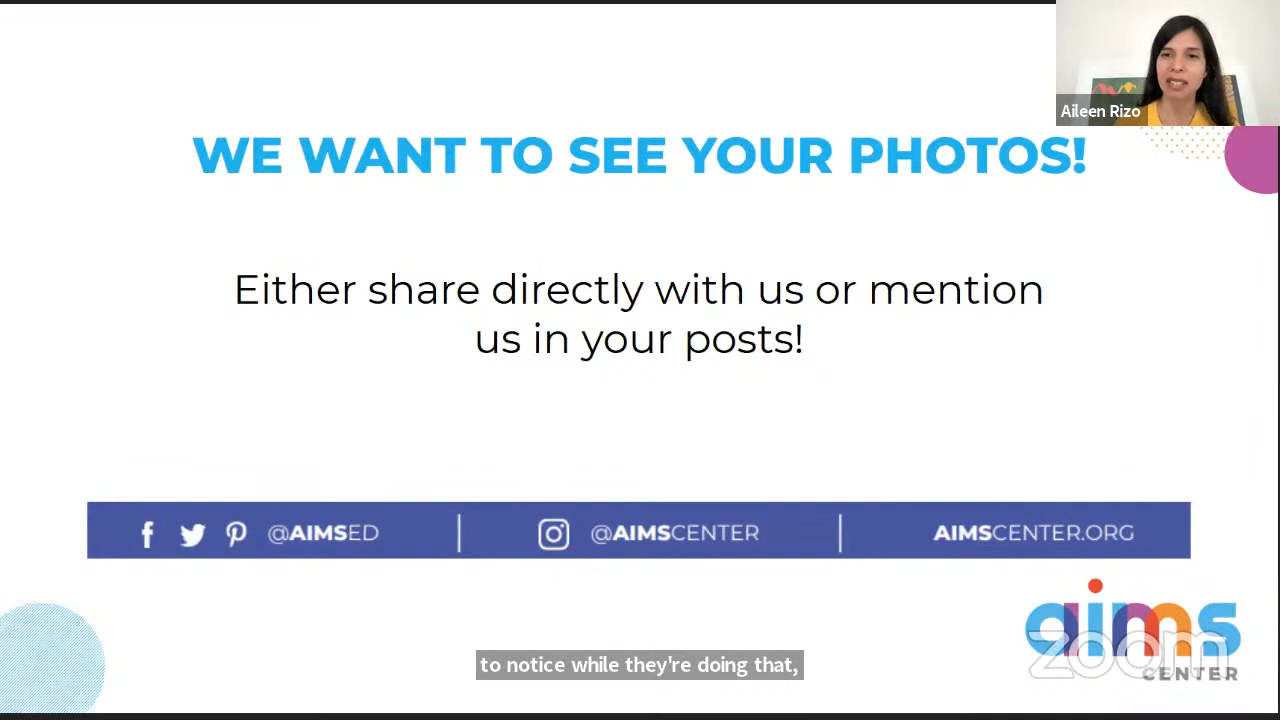 Aileen Rizo
WE WANT TO SEE YOUR PHOTOS!
Either share directly with us or mention
us in your posts!
@AIMSED
@AIMSCENTER
AIMSCENTER.ORG
aims
CENTER
zoom
to notice while they're doing that,